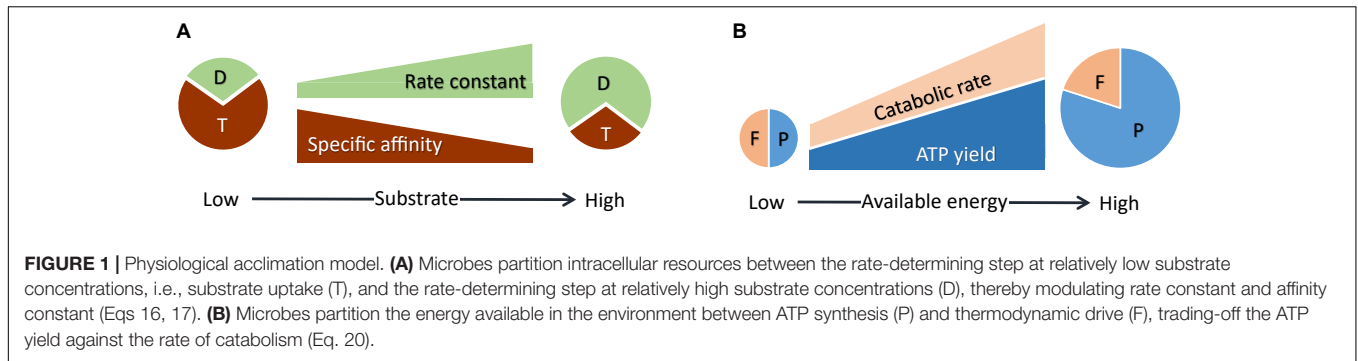 A
D
T
Rate constant
Specific affinity
D
T
Low
Substrate
High
B
F
P
Catabolic rate
ATP yield
F
P
Low
Available energy
High
FIGURE 1 | Physiological acclimation model. (A) Microbes partition intracellular resources between the rate-determining step at relatively low substrate
concentrations, i.e., substrate uptake (T), and the rate-determining step at relatively high substrate concentrations (D), thereby modulating rate constant and affinity
constant (Eqs 16, 17). (B) Microbes partition the energy available in the environment between ATP synthesis (P) and thermodynamic drive (F), trading-off the ATP
yield against the rate of catabolism (Eq. 20).